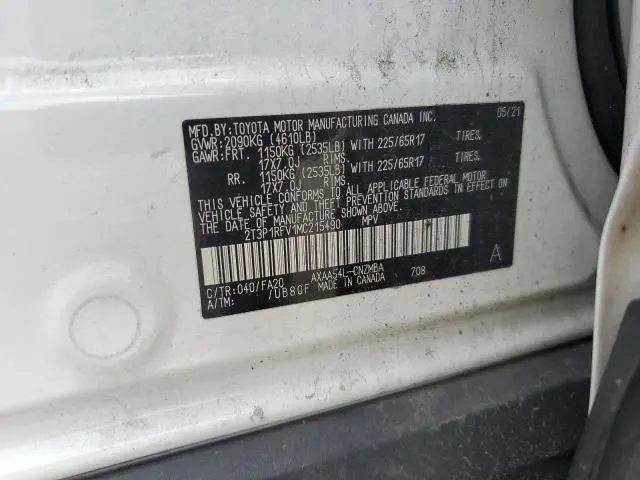 MFD.BY: TOYOTA MOTOR MANUFACTURING CANADA INC. 05/21
GVWR: 2090KG (4610LB)
GAWR: FRT. 1150KG (2535LB) WITH 225/65R17 TIRES,
17X7.0J RIMS,
RR. 1150KG (2535LB) WITH 225/65R17 TIRES,
17X7.0J RIMS,
THIS VEHICLE CONFORMS TO ALL APPLICABLE FEDERAL MOTOR
VEHICLE SAFETY AND THEFT PREVENTION STANDARDS IN EFFECT ON
THE DATE OF MANUFACTURE SHOWN ABOVE.
2T3P1RFV1MC215490 MPV
C/TR: 040/FA20 AXAA54L-CNZMBA 708 A
A/TM: /UB80F MADE IN CANADA